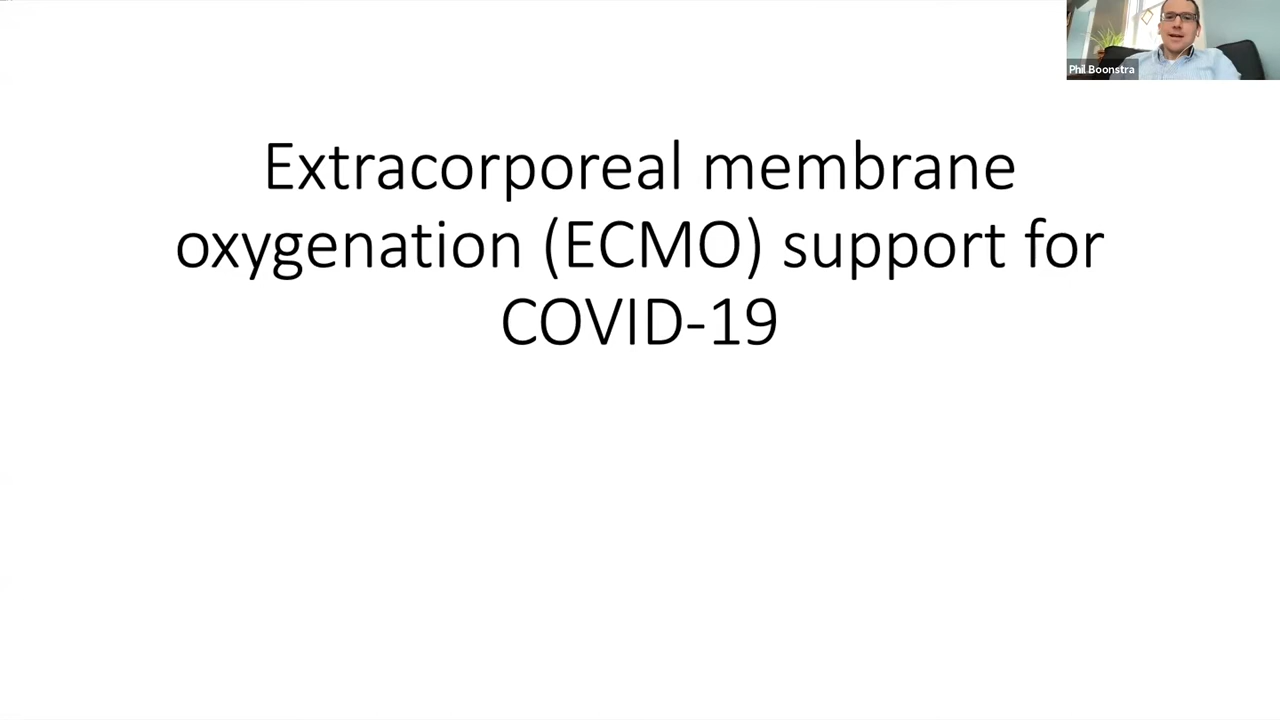 Phil Boonstra
Extracorporeal membrane
oxygenation (ECMO) support for
COVID-19